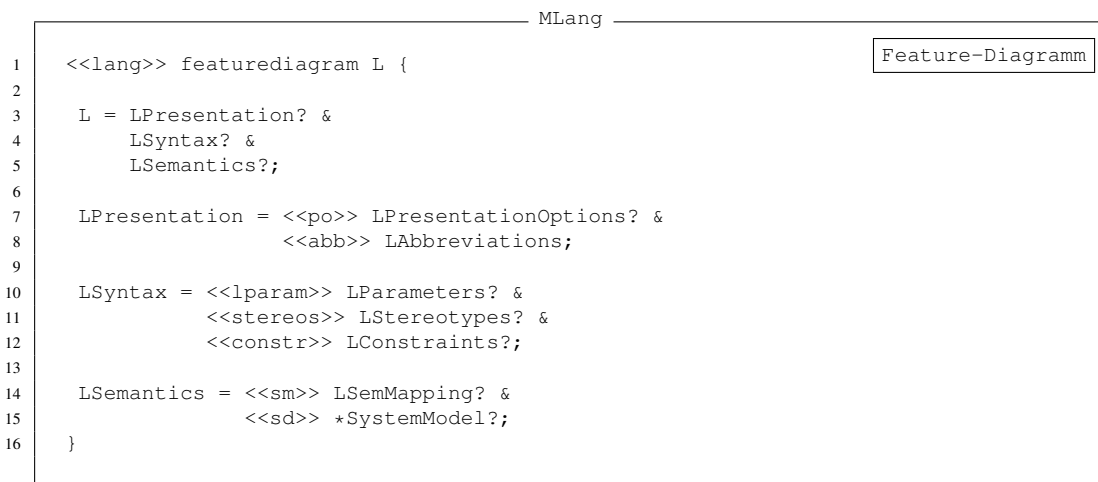 MLang
Feature-Diagramm
1 <<lang>> featurediagram L {
2
3 L = LPresentation? &
4 LSyntax? &
5 LSemantics?;
6
7 LPresentation = <<po>> LPresentationOptions? &
8 <<abb>> LAbbreviations;
9
10 LSyntax = <<lparam>> LParameters? &
11 <<stereos>> LStereotypes? &
12 <<constr>> LConstraints?;
13
14 LSemantics = <<sm>> LSemMapping? &
15 <<sd>> *SystemModel?;
16 }